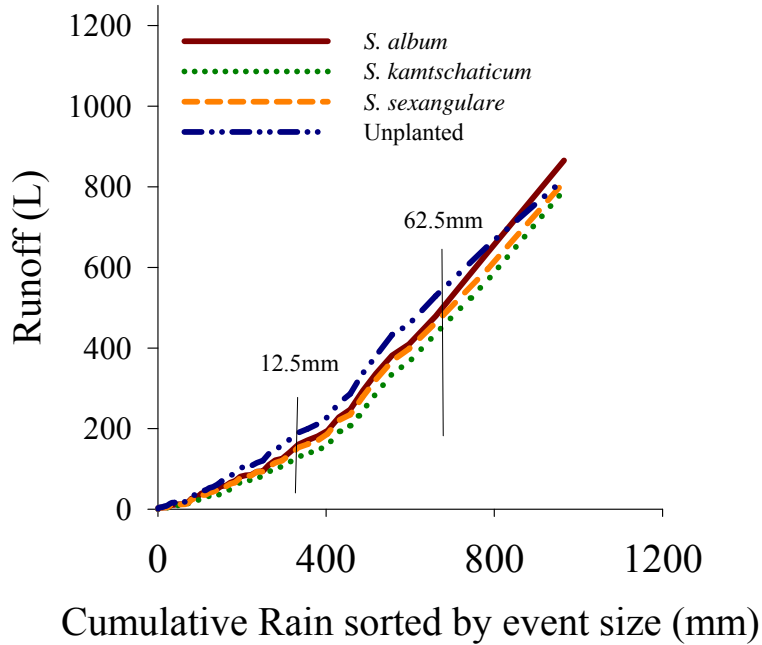 1200
1000
800
600
400
200
0
Runoff (L)
S. album
S. kamtschaticum
S. sexangulare
Unplanted
62.5mm
12.5mm
0 400 800 1200
Cumulative Rain sorted by event size (mm)